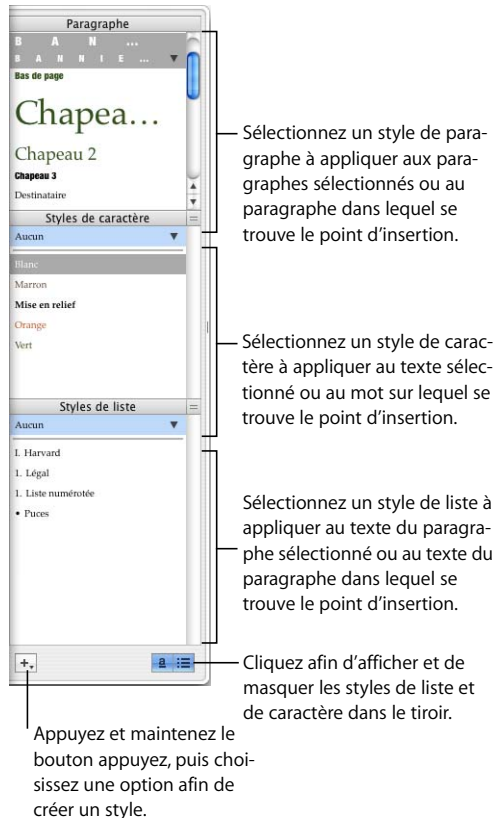 Paragraphe
B A N ...
B A N N I E ...
Bas de page
Chapea...
Chapeau 2
Chapeau 3
Destinataire
Styles de caractère
Aucun
Blanc
Marron
Mise en relief
Orange
Vert
Styles de liste
Aucun
I. Harvard
1. Légal
1. Liste numérotée
• Puces
a
Sélectionnez un style de para-
graphe à appliquer aux para-
graphes sélectionnés ou au
paragraphe dans lequel se
trouve le point d'insertion.
Sélectionnez un style de carac-
tère à appliquer au texte sélec-
tionné ou au mot sur lequel se
trouve le point d'insertion.
Sélectionnez un style de liste à
appliquer au texte du paragra-
phe sélectionné ou au texte du
paragraphe dans lequel se
trouve le point d'insertion.
Cliquez afin d'afficher et de
masquer les styles de liste et
de caractère dans le tiroir.
Appuyez et maintenez le
bouton appuyez, puis choi-
sissez une option afin de
créer un style.